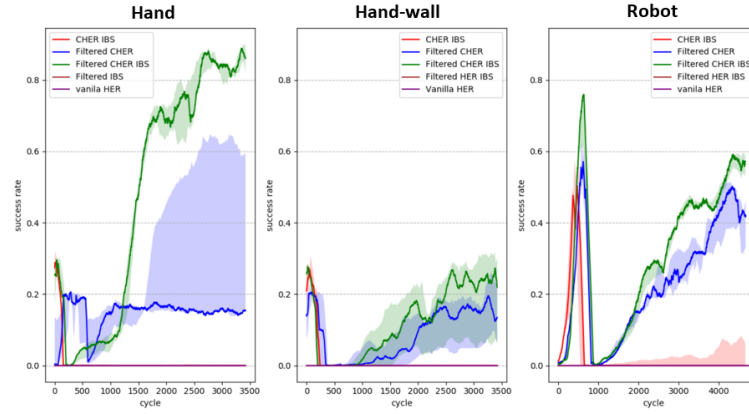 Hand
Hand-wall
Robot
CHER IBS
Filtered CHER
Filtered CHER IBS
Filtered IBS
vanila HER
0.8
0.6
0.4
0.2
0.0
success rate
0 500 1000 1500 2000 2500 3000 3500
cycle
CHER IBS
Filtered CHER
Filtered CHER IBS
Filtered HER IBS
Vanilla HER
0.8
0.6
0.4
0.2
0.0
success rate
0 500 1000 1500 2000 2500 3000 3500
cycle
CHER IBS
Filtered CHER
Filtered CHER IBS
Filtered HER IBS
vanila HER
0.8
0.6
0.4
0.2
0.0
success rate
0 1000 2000 3000 4000
cycle